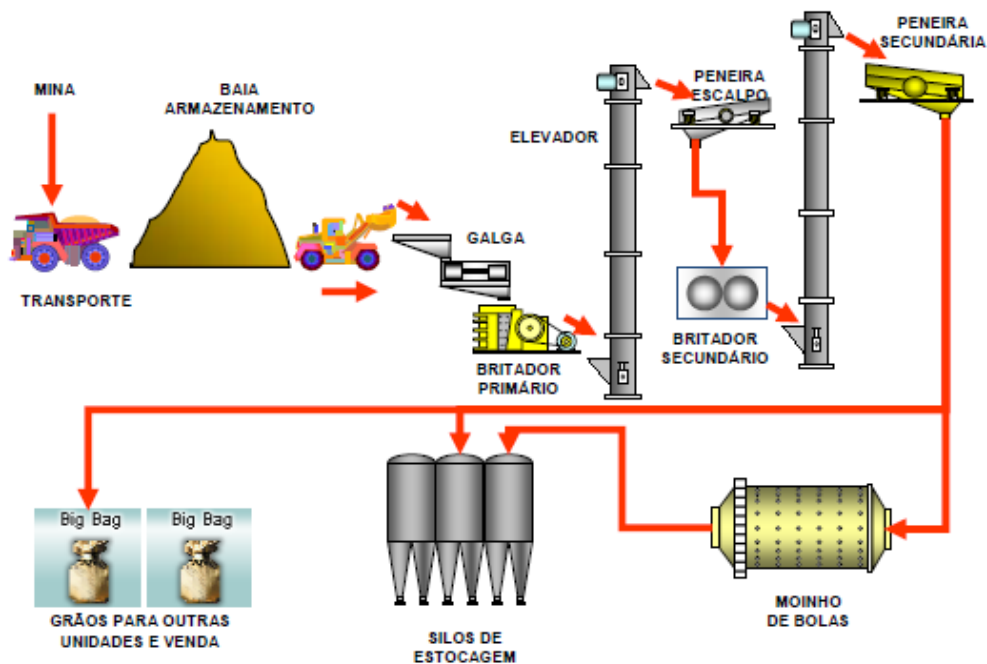 MINA
BAIA
ARMAZENAMENTO
TRANSPORTE
GALGA
BRITADOR
PRIMÁRIO
ELEVADOR
PENEIRA
ESCALPO
BRITADOR
SECUNDÁRIO
PENEIRA
SECUNDÁRIA
Big Bag
Big Bag
GRÃOS PARA OUTRAS
UNIDADES E VENDA
SILOS DE
ESTOCAGEM
MOINHO
DE BOLAS